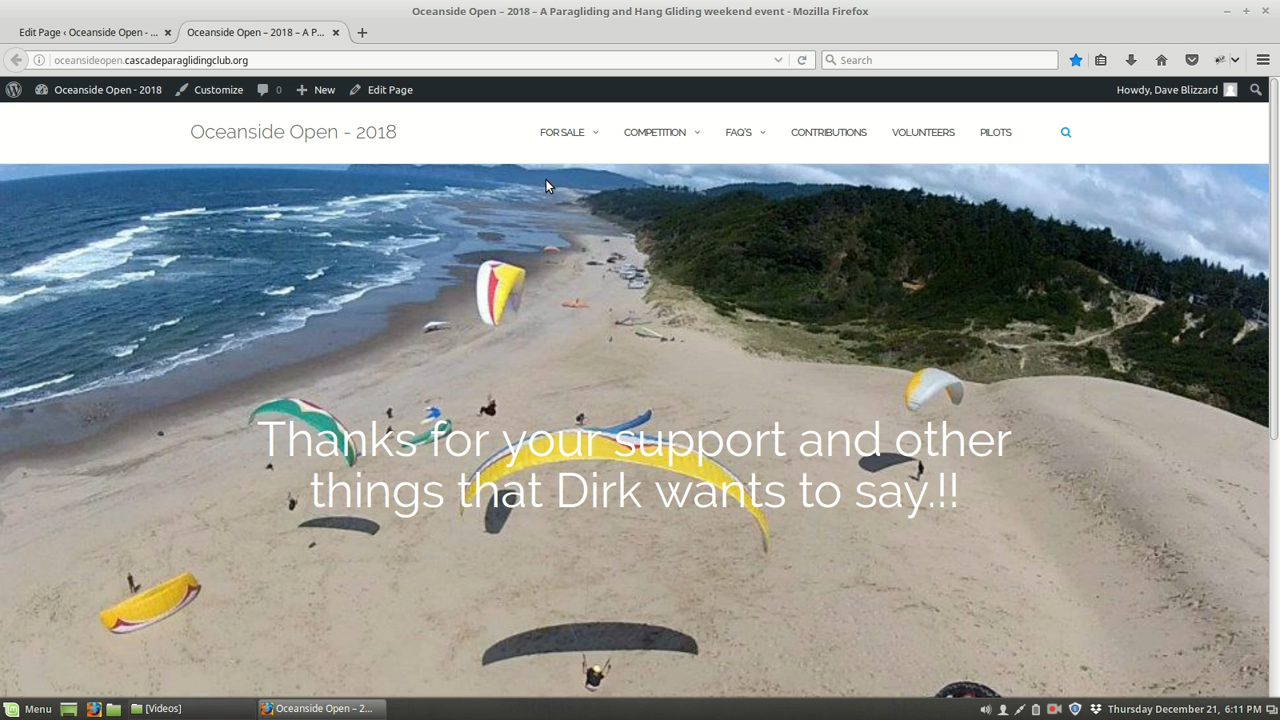 Oceanside Open – 2018 – A Paragliding and Hang Gliding weekend event - Mozilla Firefox
Edit Page ‹ Oceanside Open - ...
Oceanside Open – 2018 – A P...
oceansideopen.cascadeparaglidingclub.org
Search
Oceanside Open - 2018
Customize
0
New
Edit Page
Howdy, Dave Blizzard
Oceanside Open - 2018
FOR SALE
COMPETITION
FAQ'S
CONTRIBUTIONS
VOLUNTEERS
PILOTS
Thanks for your support and other
things that Dirk wants to say.!!
Menu
[Videos]
Oceanside Open – 2...
Thursday December 21, 6:11 PM